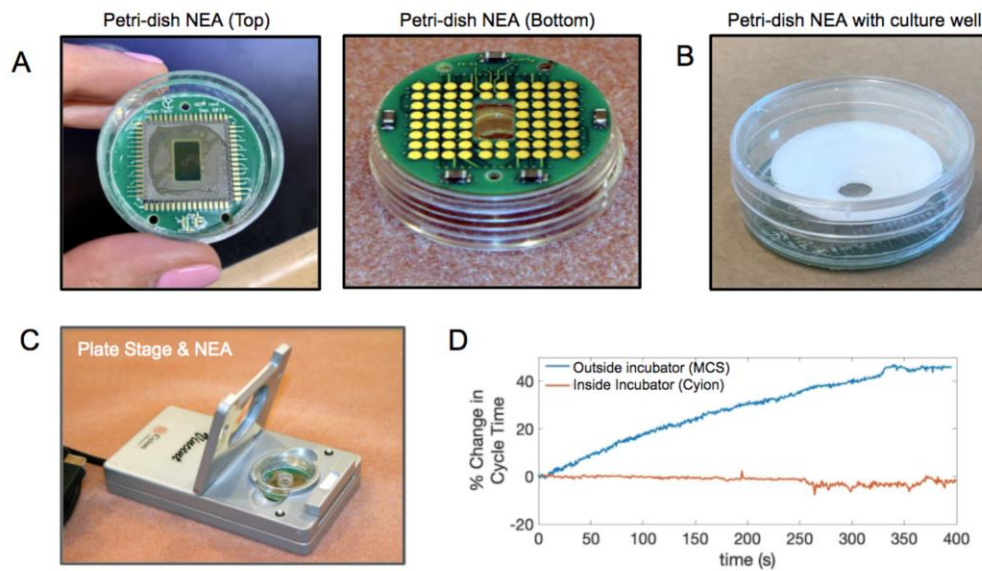 Petri-dish NEA (Top)
Petri-dish NEA (Bottom)
Petri-dish NEA with culture well
A
B
C
Plate Stage & NEA
Cyion
D
Outside incubator (MCS)
Inside Incubator (Cyion)
% Change in
Cycle Time
40
20
0
-20
0
50
100
150
200
250
300
350
400
time (s)